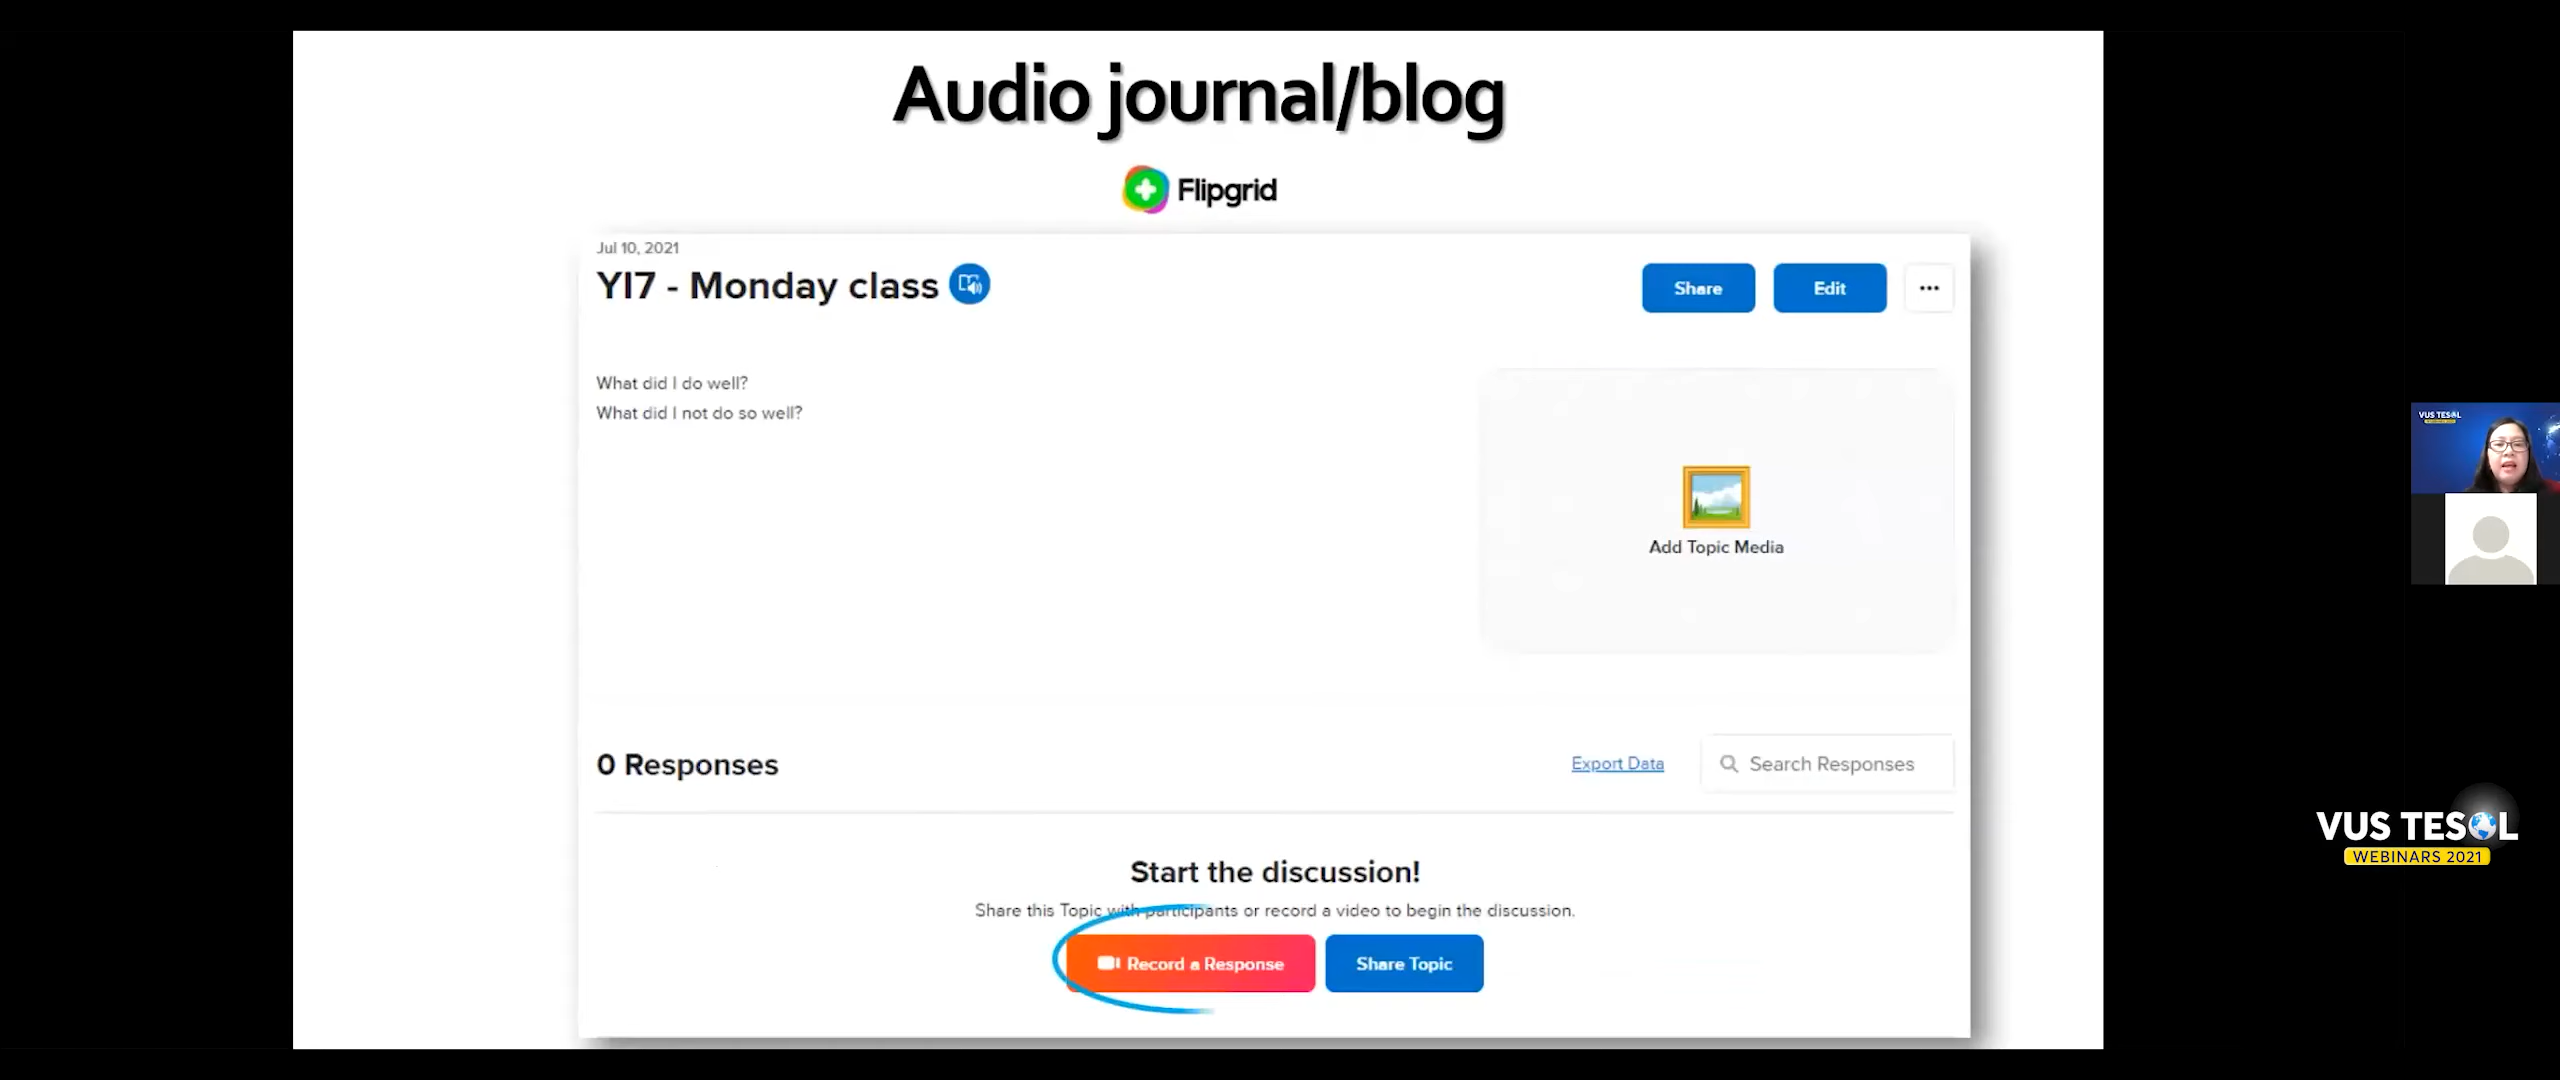 Audio journal/blog
Flipgrid
Jul 10, 2021
YI7 - Monday class
Share
Edit
What did I do well?
What did I not do so well?
Add Topic Media
0 Responses
Export Data
Search Responses
Start the discussion!
Share this Topic with participants or record a video to begin the discussion.
Record a Response
Share Topic
VUS TESOL
VUS TESOL
WEBINARS 2021